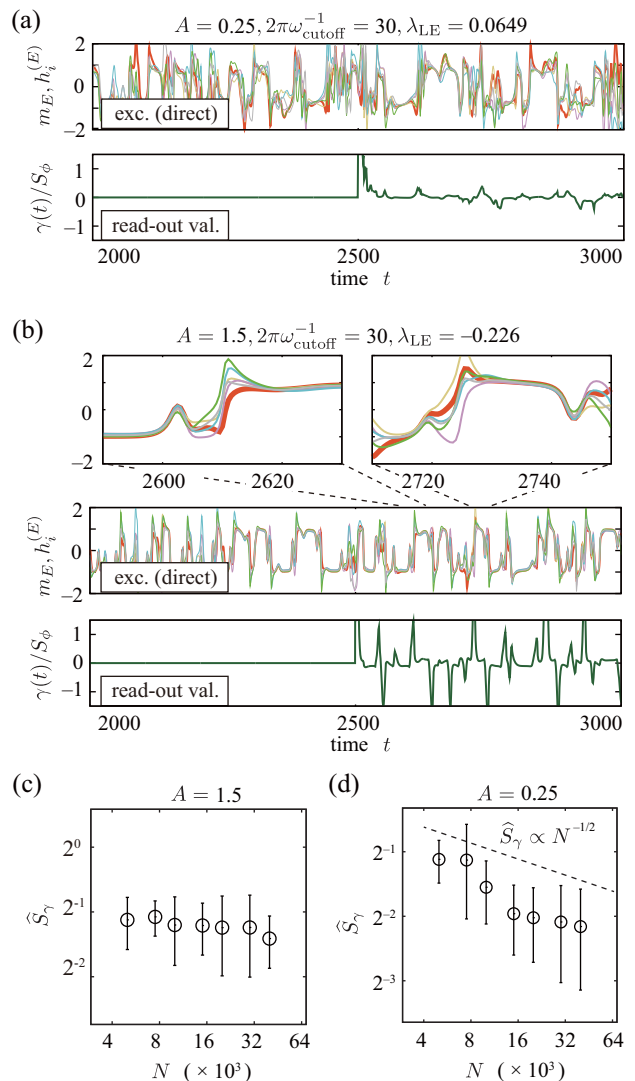 (a)
A = 0.25, 2πω_cutoff^{-1} = 30, λ_LE = 0.0649
m_E, h_i^{(E)}
2
0
−2
exc. (direct)
γ(t)/S_ϕ
1
0
−1
read-out val.
2000 2500 3000
time t
(b)
A = 1.5, 2πω_cutoff^{-1} = 30, λ_LE = −0.226
2
0
−2
2600 2620 2720 2740
m_E, h_i^{(E)}
2
0
−2
exc. (direct)
γ(t)/S_ϕ
1
0
−1
read-out val.
2000 2500 3000
time t
(c) (d)
A = 1.5
A = 0.25
Ŝ_γ
2^0
2^{-1}
2^{-2}
4 8 16 32 64
N (× 10^3)
Ŝ_γ ∝ N^{-1/2}
Ŝ_γ
2^{-1}
2^{-2}
2^{-3}
4 8 16 32 64
N (× 10^3)